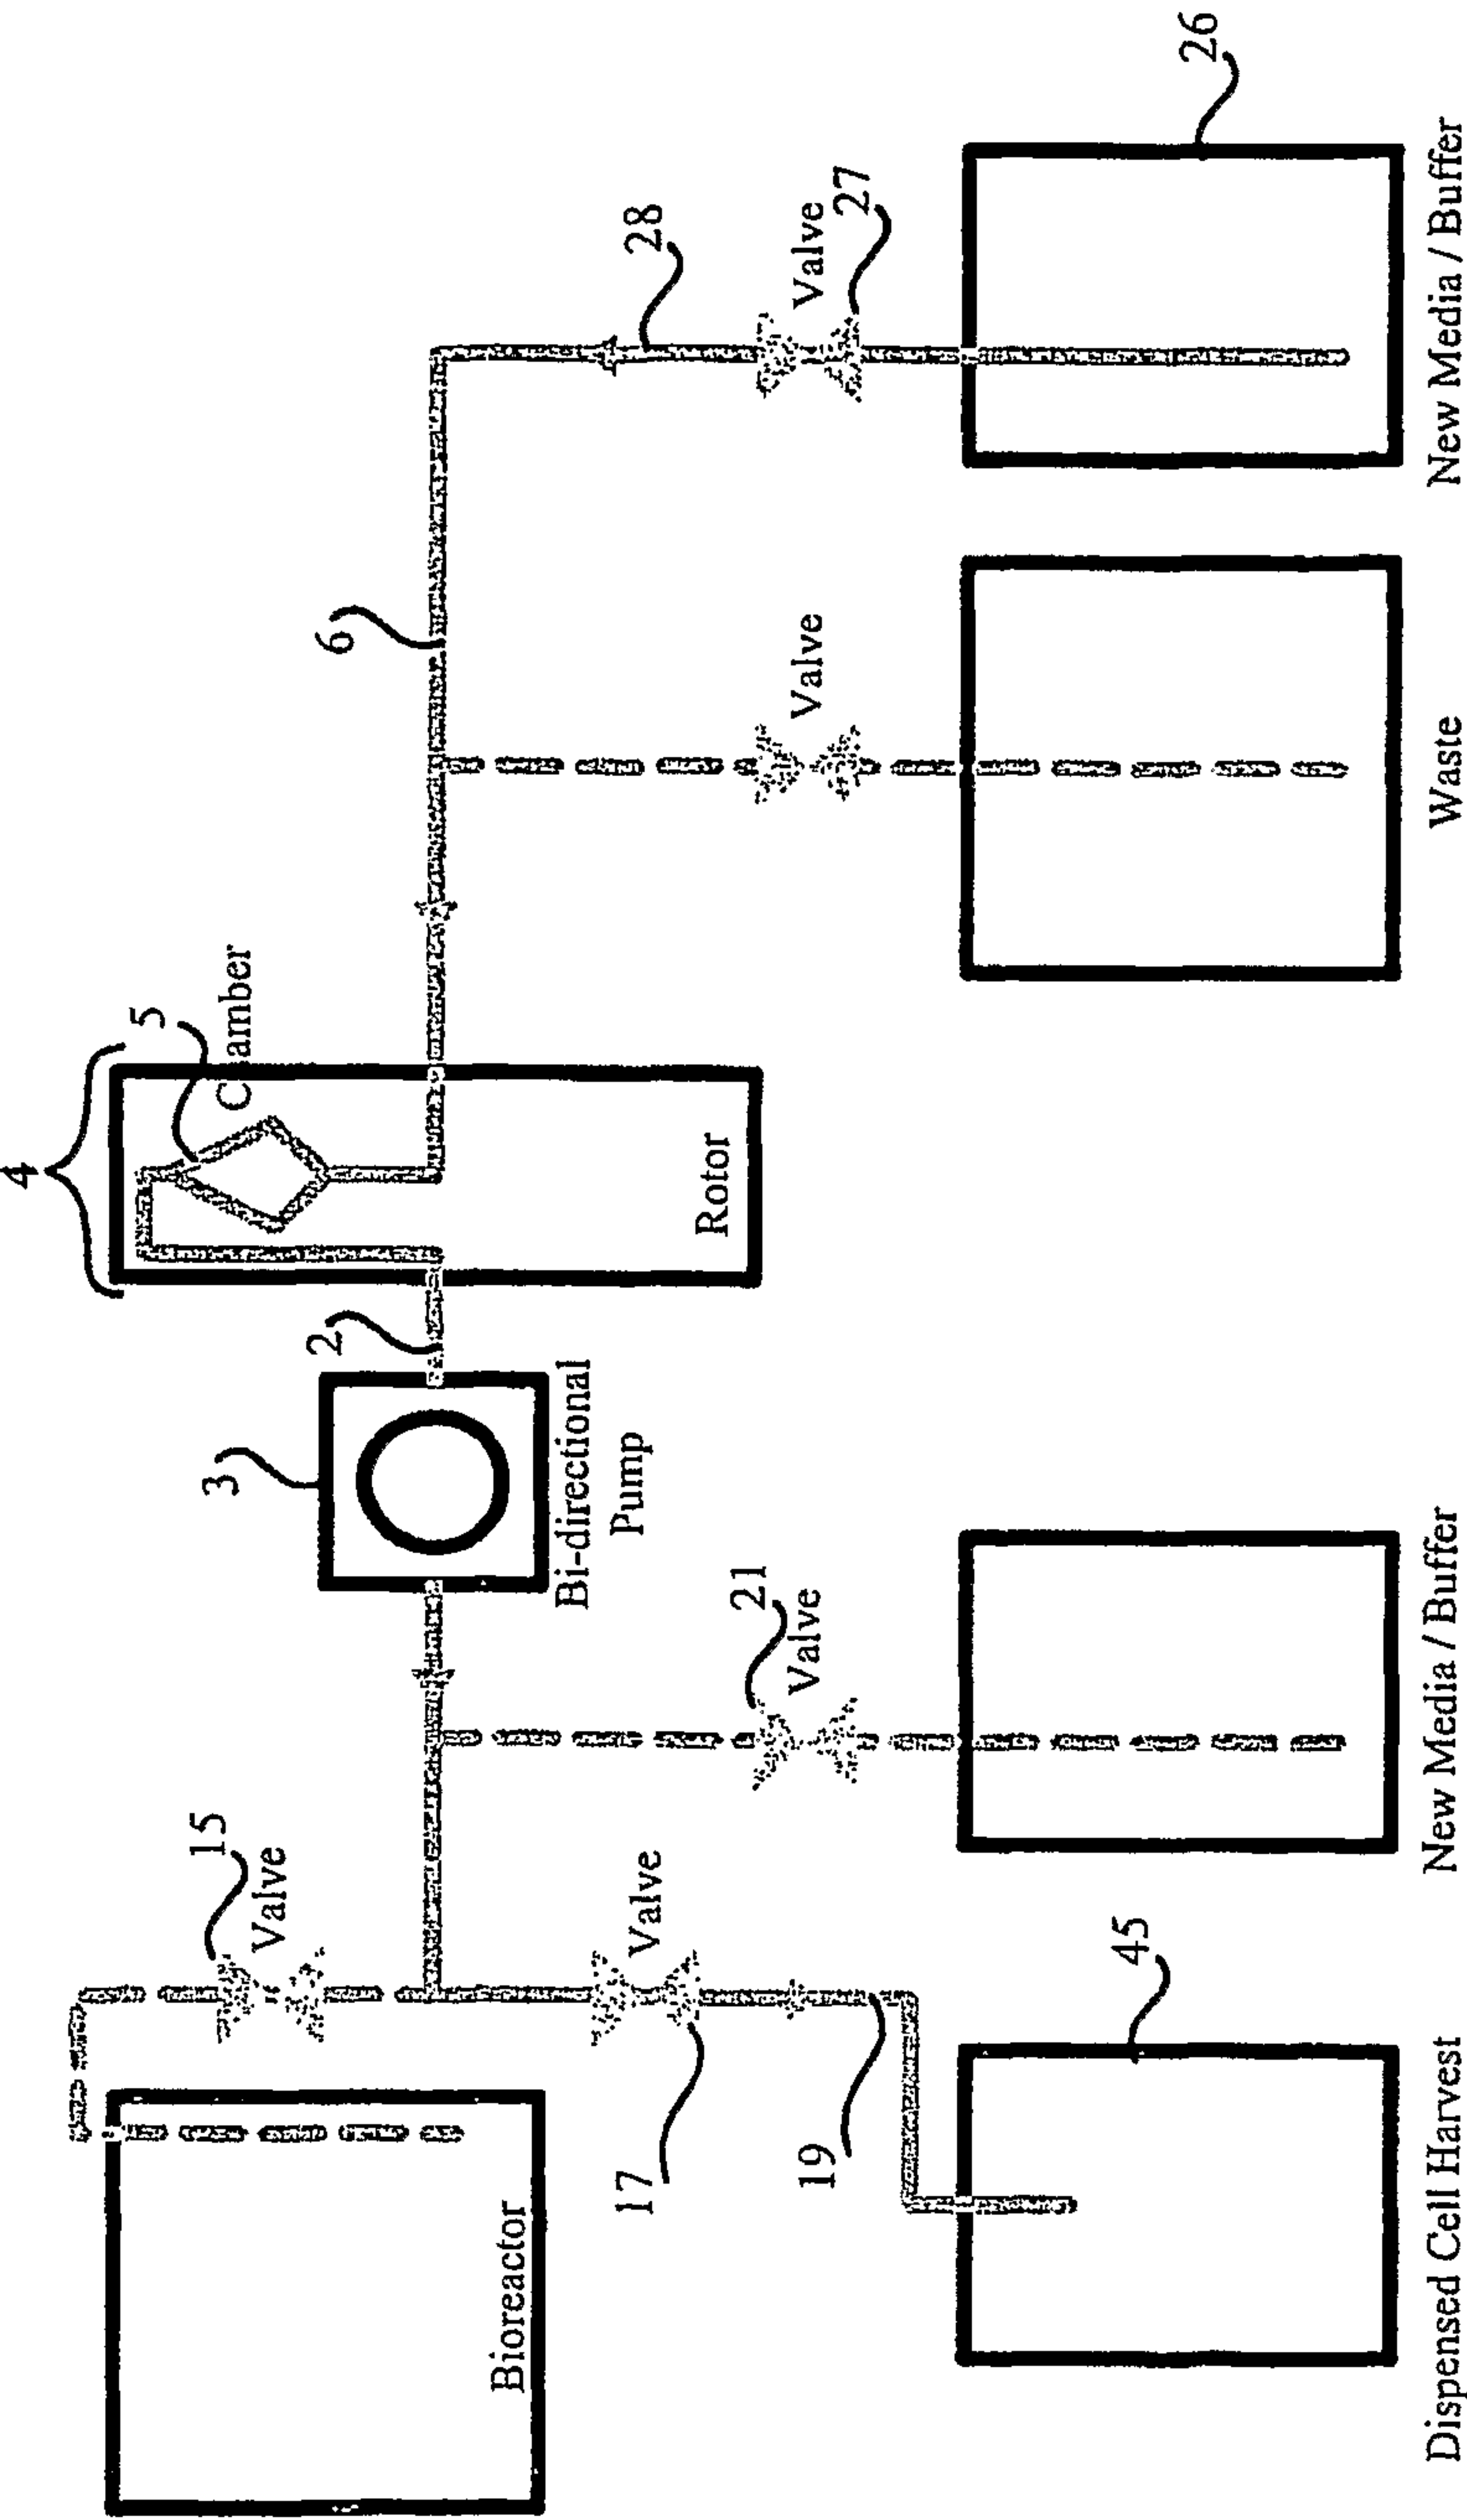 4
5
15
3
Chamber
Valve
2
6
Bioreactor
Bi-directional
Pump
17
Valve
28
Rotor
21
Valve
Valve
Valve
19
27
45
26
Dispensed Cell Harvest
New Media / Buffer
Waste
New Media / Buffer